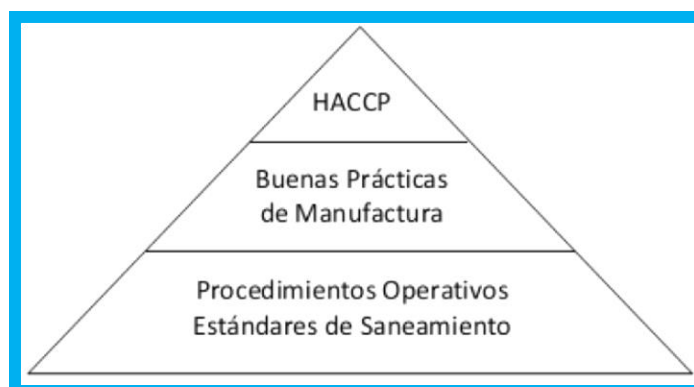 HACCP
Buenas Prácticas
de Manufactura
Procedimientos Operativos
Estándares de Saneamiento